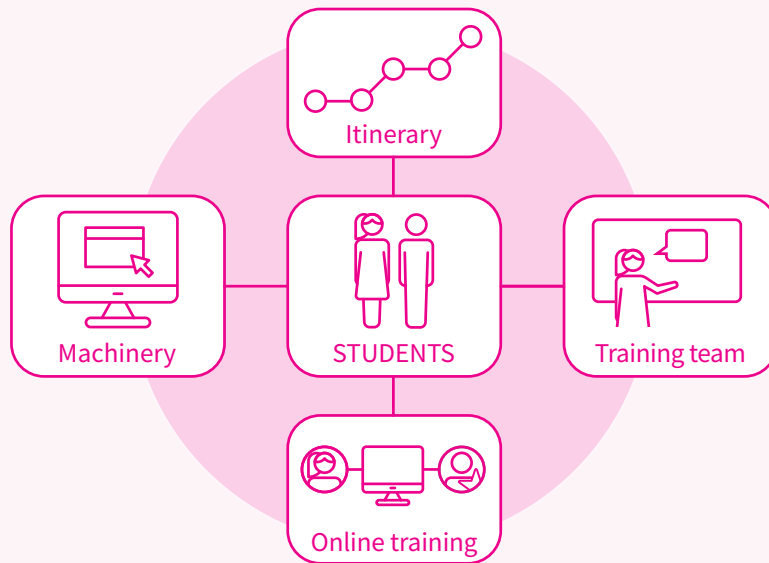 Itinerary
Machinery
STUDENTS
Training team
Online training